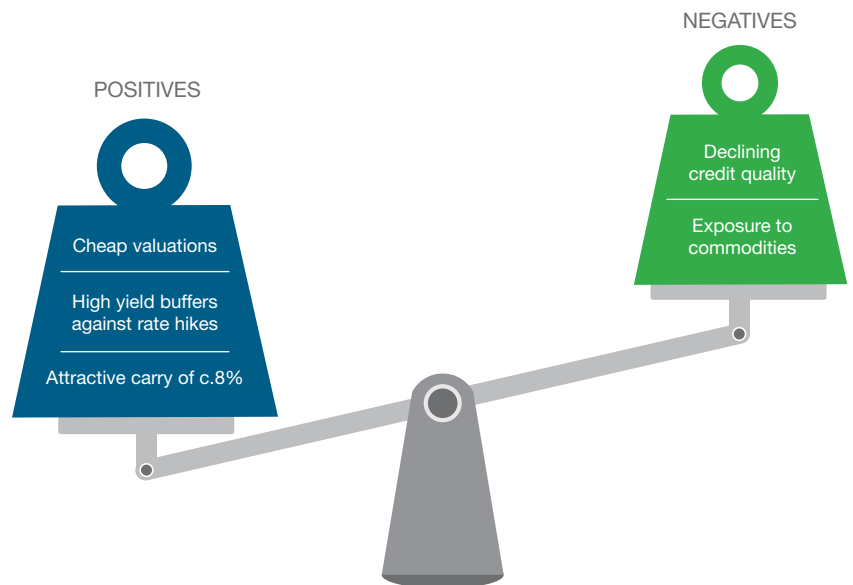 NEGATIVES
POSITIVES
Declining
credit quality
Exposure to
commodities
Cheap valuations
High yield buffers
against rate hikes
Attractive carry of c.8%